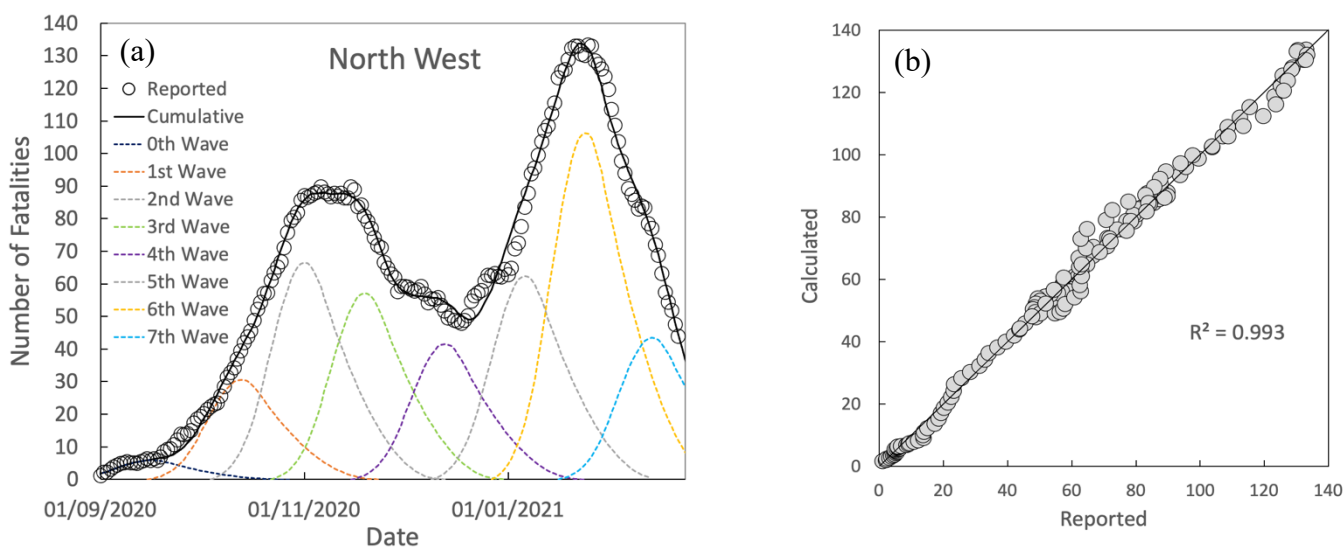 (a)
North West
Number of Fatalities
140
130
120
110
100
90
80
70
60
50
40
30
20
10
0
Reported
Cumulative
0th Wave
1st Wave
2nd Wave
3rd Wave
4th Wave
5th Wave
6th Wave
7th Wave
01/09/2020 01/11/2020 01/01/2021
Date
(b)
Calculated
140
120
100
80
60
40
20
0
R² = 0.993
0 20 40 60 80 100 120 140
Reported